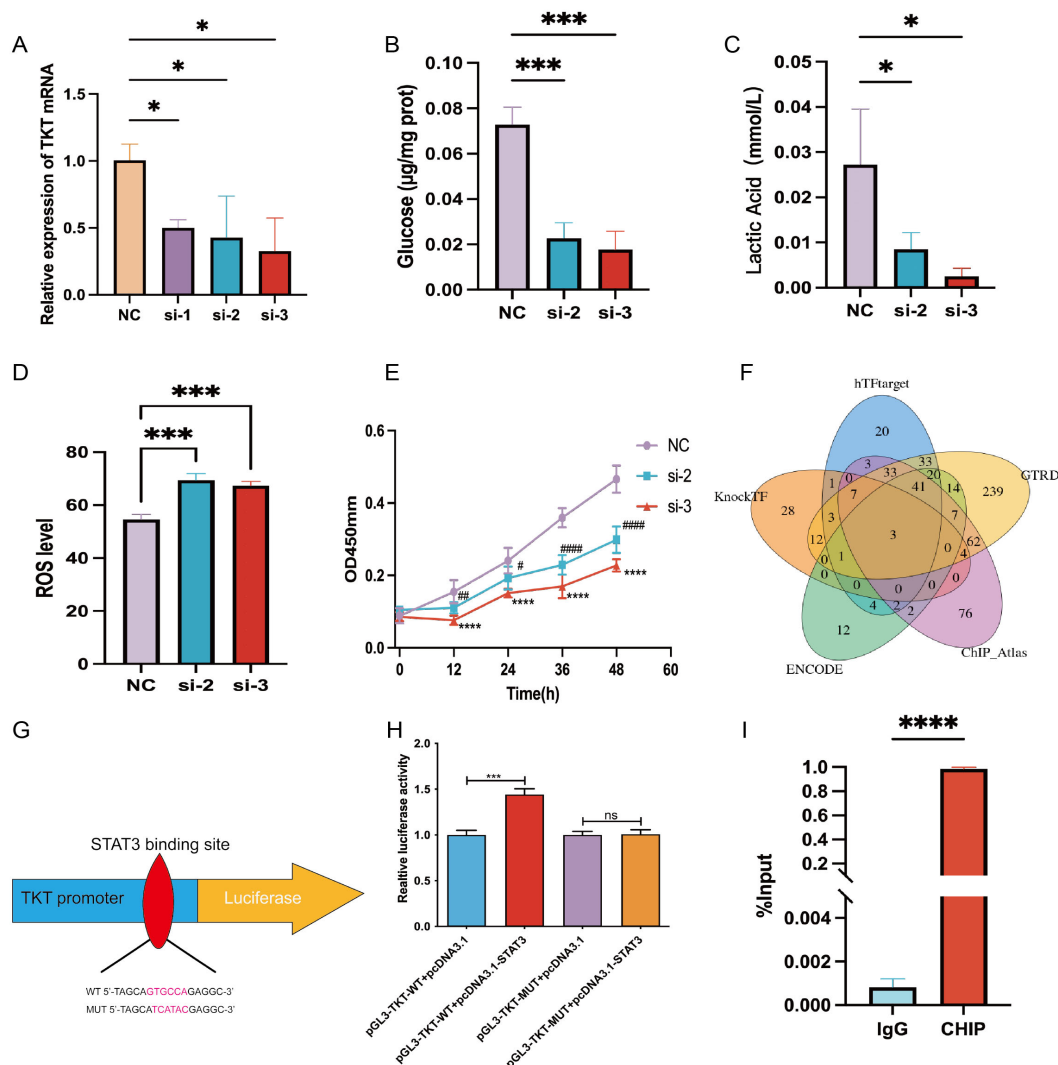 A
*
*
*
Relative expression of TKT mRNA
1.5
1.0
0.5
0.0
NC si-1 si-2 si-3
B
***
***
Glucose (μg/mg prot)
0.10
0.08
0.06
0.04
0.02
0.00
NC si-2 si-3
C
*
*
Lactic Acid (mmol/L)
0.05
0.04
0.03
0.02
0.01
0.00
NC si-2 si-3
D
***
***
ROS level
80
60
40
20
0
NC si-2 si-3
E
OD450mm
0.6
0.4
0.2
0.0
NC
si-2
si-3
##
****
#
****
####
****
####
****
0 12 24 36 48 60
Time(h)
F
hTFtarget
GTRD
KnockTF
ENCODE
ChIP_Atlas
20
3 33
1 0 33 20 14 239
7 41
28 3 7
12 3 0 62
0 1 4
0 0 0 0
4 2 2
12 76
G
STAT3 binding site
TKT promoter
Luciferase
WT 5'-TAGCAGTGCCAGAGGC-3'
MUT 5'-TAGCATCATACGAGGC-3'
H
Realtive luciferase activity
2.0
1.5
1.0
0.5
0.0
***
ns
pGL3-TKT-WT+pcDNA3.1
pGL3-TKT-WT+pcDNA3.1-STAT3
pGL3-TKT-MUT+pcDNA3.1
pGL3-TKT-MUT+pcDNA3.1-STAT3
I
****
%Input
1.0
0.8
0.6
0.4
0.2
0.004
0.002
0.000
IgG CHIP